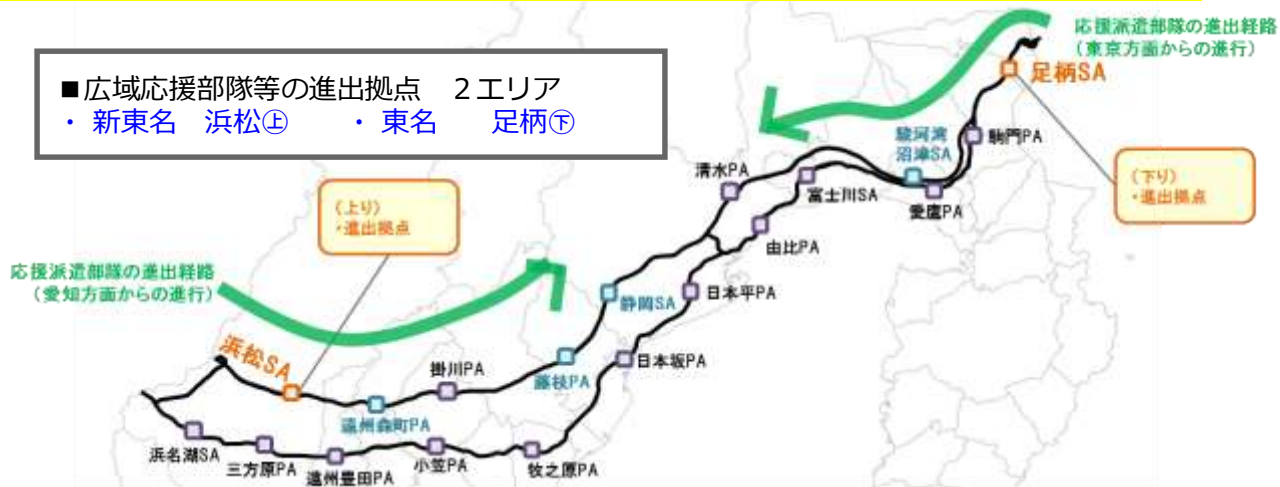 ■広域応援部隊等の進出拠点　２エリア
・ 新東名　浜松㊤　　・ 東名　　足柄㊦
応援派遣部隊の進出経路
(東京方面からの進行)
足柄SA
駒門PA
駿河湾
沼津SA
(下り)
・進出拠点
清水PA
富士川SA
愛鷹PA
(上り)
・進出拠点
由比PA
応援派遣部隊の進出経路
(愛知方面からの進行)
静岡SA
日本平PA
浜松SA
掛川PA
藤枝PA
日本坂PA
遠州森町PA
浜名湖SA
三方原PA
遠州豊田PA
小笠PA
牧之原PA